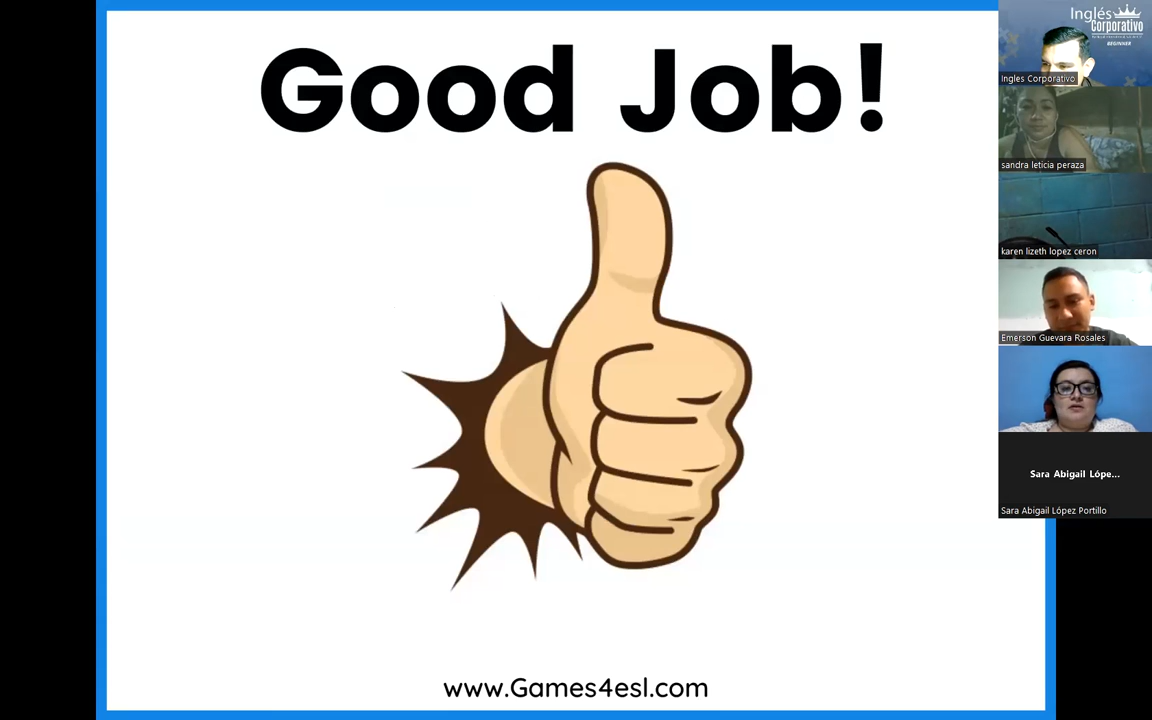 Good Job!
www.Games4esl.com
Inglés
Corporativo
BEGINNER
Ingles Corporativo
sandra leticia peraza
karen lizeth lopez ceron
Emerson Guevara Rosales
Sara Abigail Lópe...
Sara Abigail López Portillo